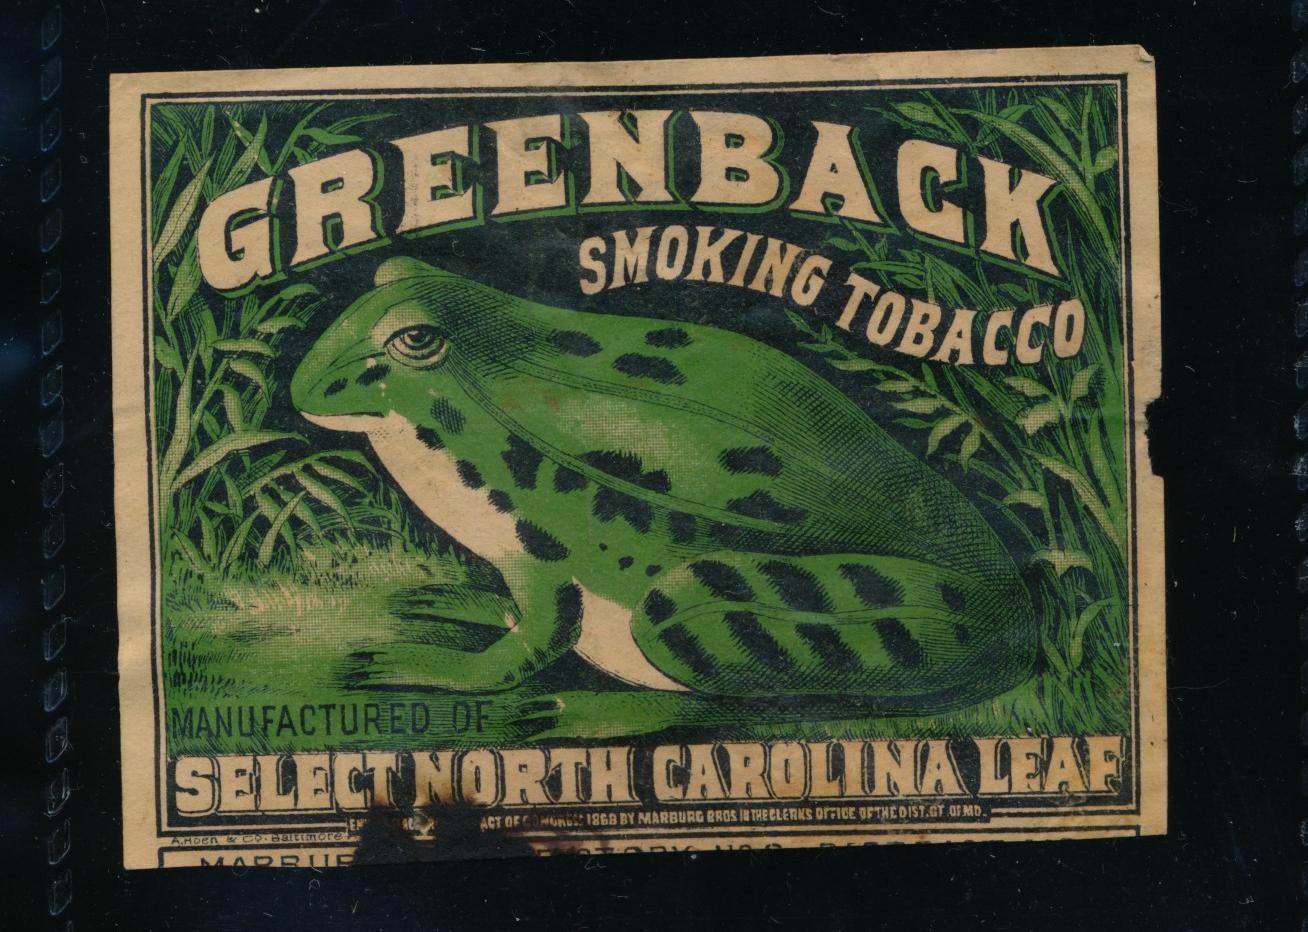 GREENBACK
SMOKING TOBACCO
MANUFACTURED OF
SELECT NORTH CAROLINA LEAF
ACT OF CONGRESS 1868 BY MARBURG BROS IN THE CLERKS OFFICE OF THE DIST. CT. OF MD.
A. Hoen & Co. Baltimore.